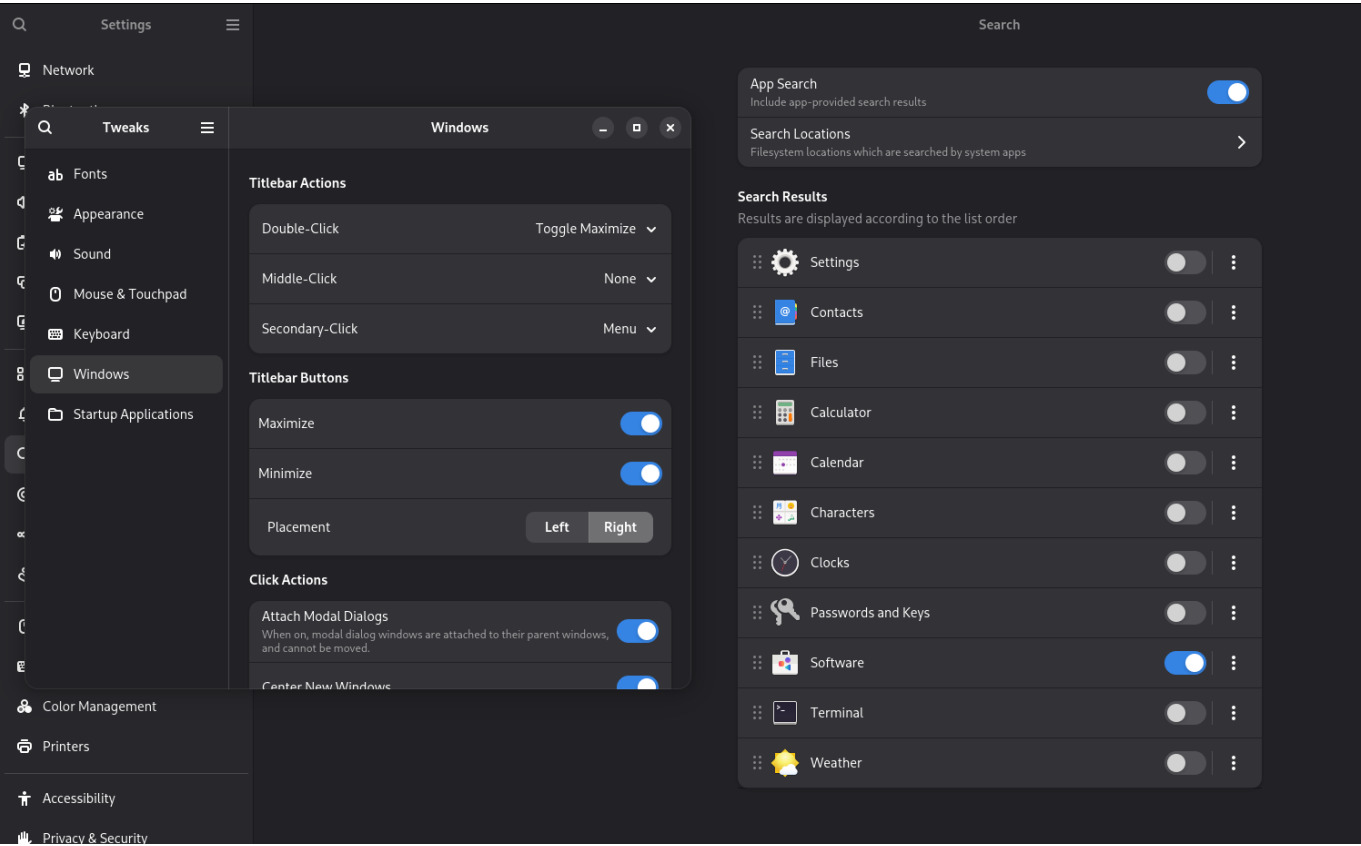 Settings
Network
Tweaks
Fonts
Appearance
Sound
Mouse & Touchpad
Keyboard
Windows
Startup Applications
Windows
Titlebar Actions
Double-Click Toggle Maximize
Middle-Click None
Secondary-Click Menu
Titlebar Buttons
Maximize
Minimize
Placement Left Right
Click Actions
Attach Modal Dialogs
When on, modal dialog windows are attached to their parent windows,
and cannot be moved.
Center New Windows
Color Management
Printers
Accessibility
Privacy & Security
Search
App Search
Include app-provided search results
Search Locations
Filesystem locations which are searched by system apps
Search Results
Results are displayed according to the list order
Settings
Contacts
Files
Calculator
Calendar
Characters
Clocks
Passwords and Keys
Software
Terminal
Weather